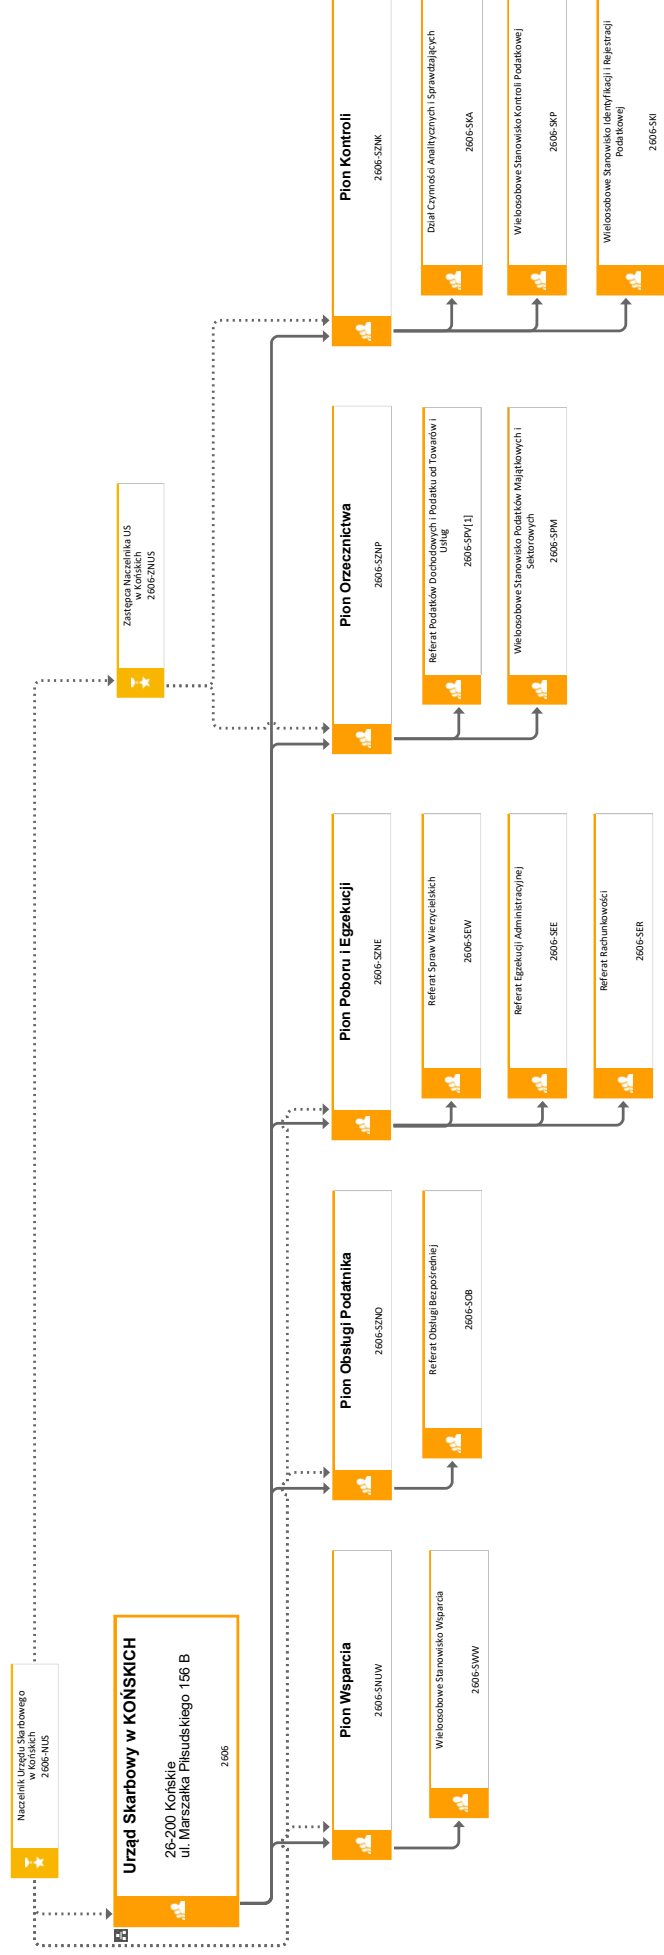 Naczelnik Urzędu Skarbowego
w Końskich
2606-NUS
Zastępca Naczelnika US
w Końskich
2606-ZNUS
Urząd Skarbowy w KOŃSKICH
26-200 Końskie
ul. Marszałka Piłsudskiego 156 B
2606
Pion Wsparcia
2606-SNUW
Wieloosobowe Stanowisko Wsparcia
2606-SWW
Pion Obsługi Podatnika
2606-SZNO
Referat Obsługi Bezpośredniej
2606-SOB
Pion Poboru i Egzekucji
2606-SZNE
Referat Spraw Wierzycielskich
2606-SEW
Referat Egzekucji Administracyjnej
2606-SEE
Referat Rachunkowości
2606-SER
Pion Orzecznictwa
2606-SZNP
Referat Podatków Dochodowych i Podatku od Towarów i
Usług
2606-SPV[1]
Wieloosobowe Stanowisko Podatków Majątkowych i
Sektorowych
2606-SPM
Pion Kontroli
2606-SZNK
Dział Czynności Analitycznych i Sprawdzających
2606-SKA
Wieloosobowe Stanowisko Kontroli Podatkowej
2606-SKP
Wieloosobowe Stanowisko Identyfikacji i Rejestracji
Podatkowej
2606-SKI